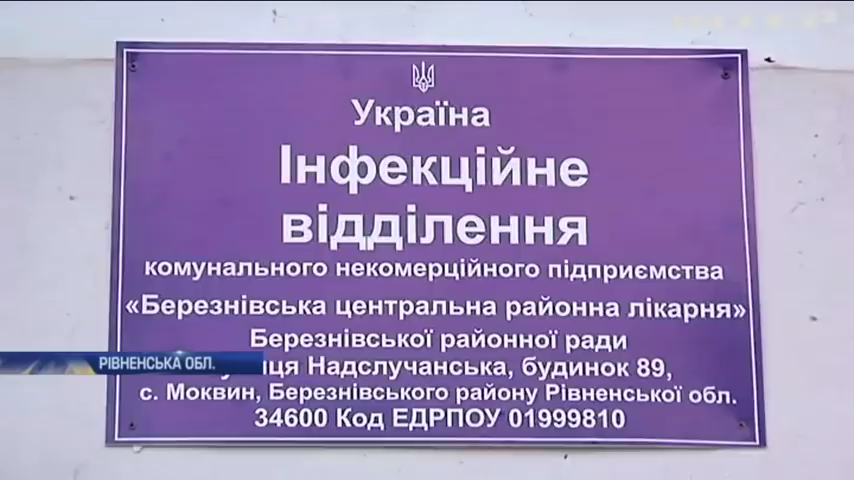 Україна
Інфекційне
відділення
комунального некомерційного підприємства
«Березнівська центральна районна лікарня»
Березнівської районної ради
Надслучанська, будинок 89,
с. Моквин, Березнівського району Рівненської обл.
34600 Код ЄДРПОУ 01999810
РІВНЕНСЬКА ОБЛ.